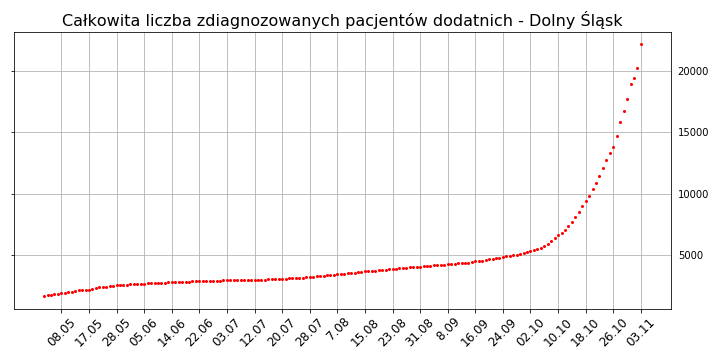 Całkowita liczba zdiagnozowanych pacjentów dodatnich - Dolny Śląsk
20000
15000
10000
5000
08.05 17.05 28.05 05.06 14.06 22.06 03.07 12.07 20.07 28.07 7.08 15.08 23.08 31.08 8.09 16.09 24.09 02.10 10.10 18.10 26.10 03.11